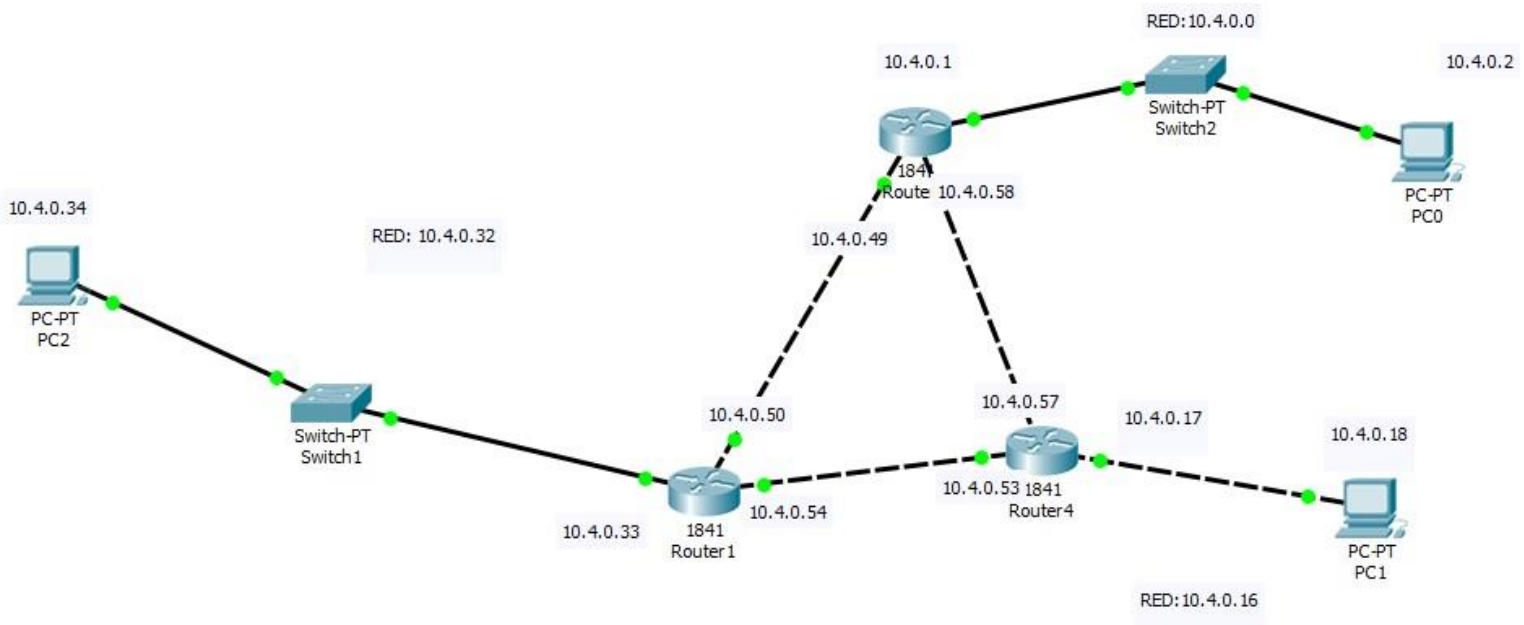 RED:10.4.0.0
10.4.0.1
10.4.0.2
Switch-PT
Switch2
1841
Route
10.4.0.58
PC-PT
PC0
10.4.0.34
RED: 10.4.0.32
10.4.0.49
PC-PT
PC2
10.4.0.50
10.4.0.57
10.4.0.17
10.4.0.18
Switch-PT
Switch1
10.4.0.33
1841
Router1
10.4.0.54
10.4.0.53
1841
Router4
PC-PT
PC1
RED:10.4.0.16